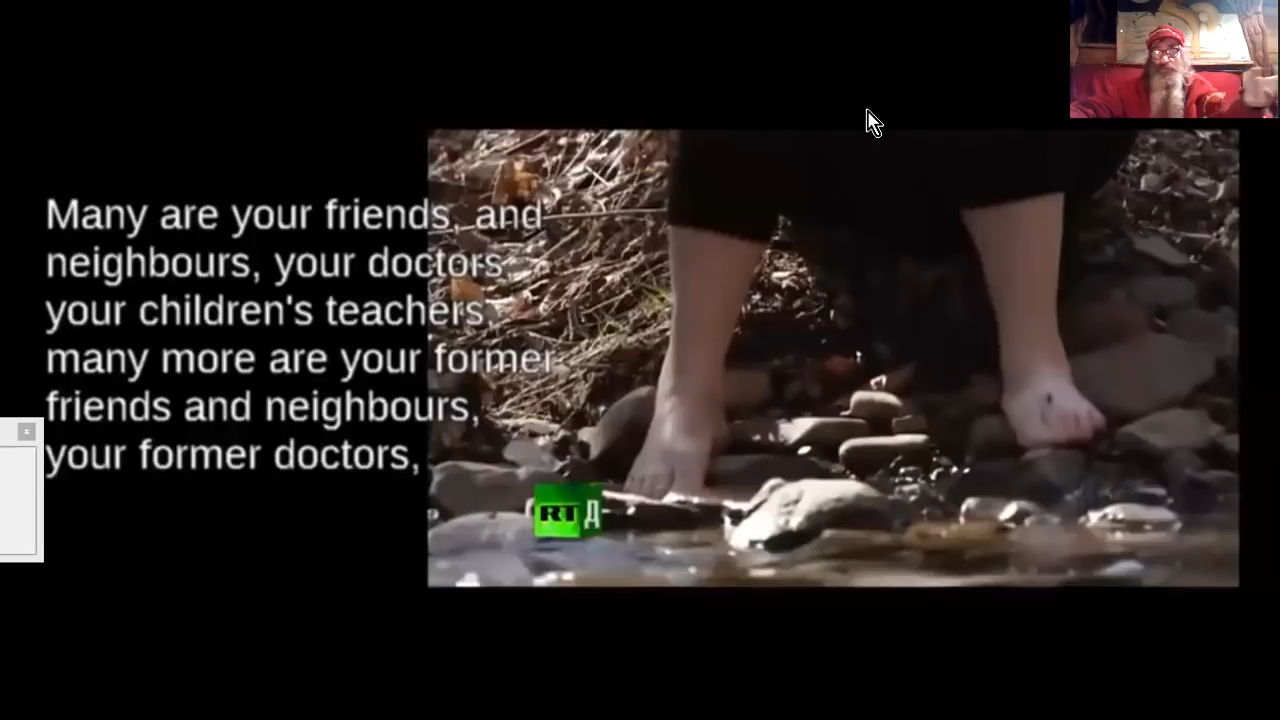 Many are your friends, and
neighbours, your doctors,
your children's teachers,
many more are your former
friends and neighbours,
your former doctors,
RT Д
x